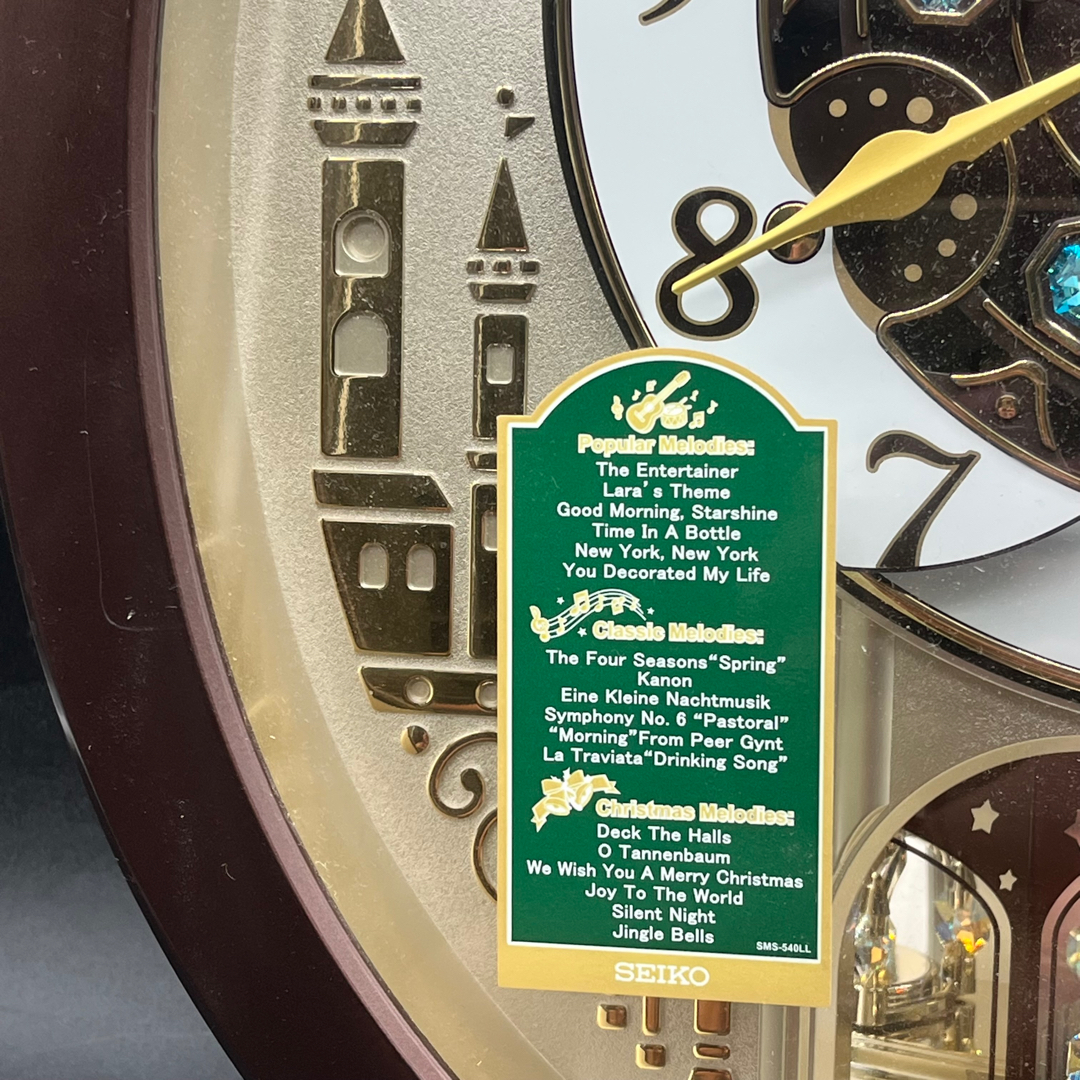 8
7
Popular Melodies:
The Entertainer
Lara's Theme
Good Morning, Starshine
Time In A Bottle
New York, New York
You Decorated My Life
Classic Melodies:
The Four Seasons“Spring”
Kanon
Eine Kleine Nachtmusik
Symphony No. 6 “Pastoral”
“Morning”From Peer Gynt
La Traviata“Drinking Song”
Christmas Melodies:
Deck The Halls
O Tannenbaum
We Wish You A Merry Christmas
Joy To The World
Silent Night
Jingle Bells
SMS-540LL
SEIKO